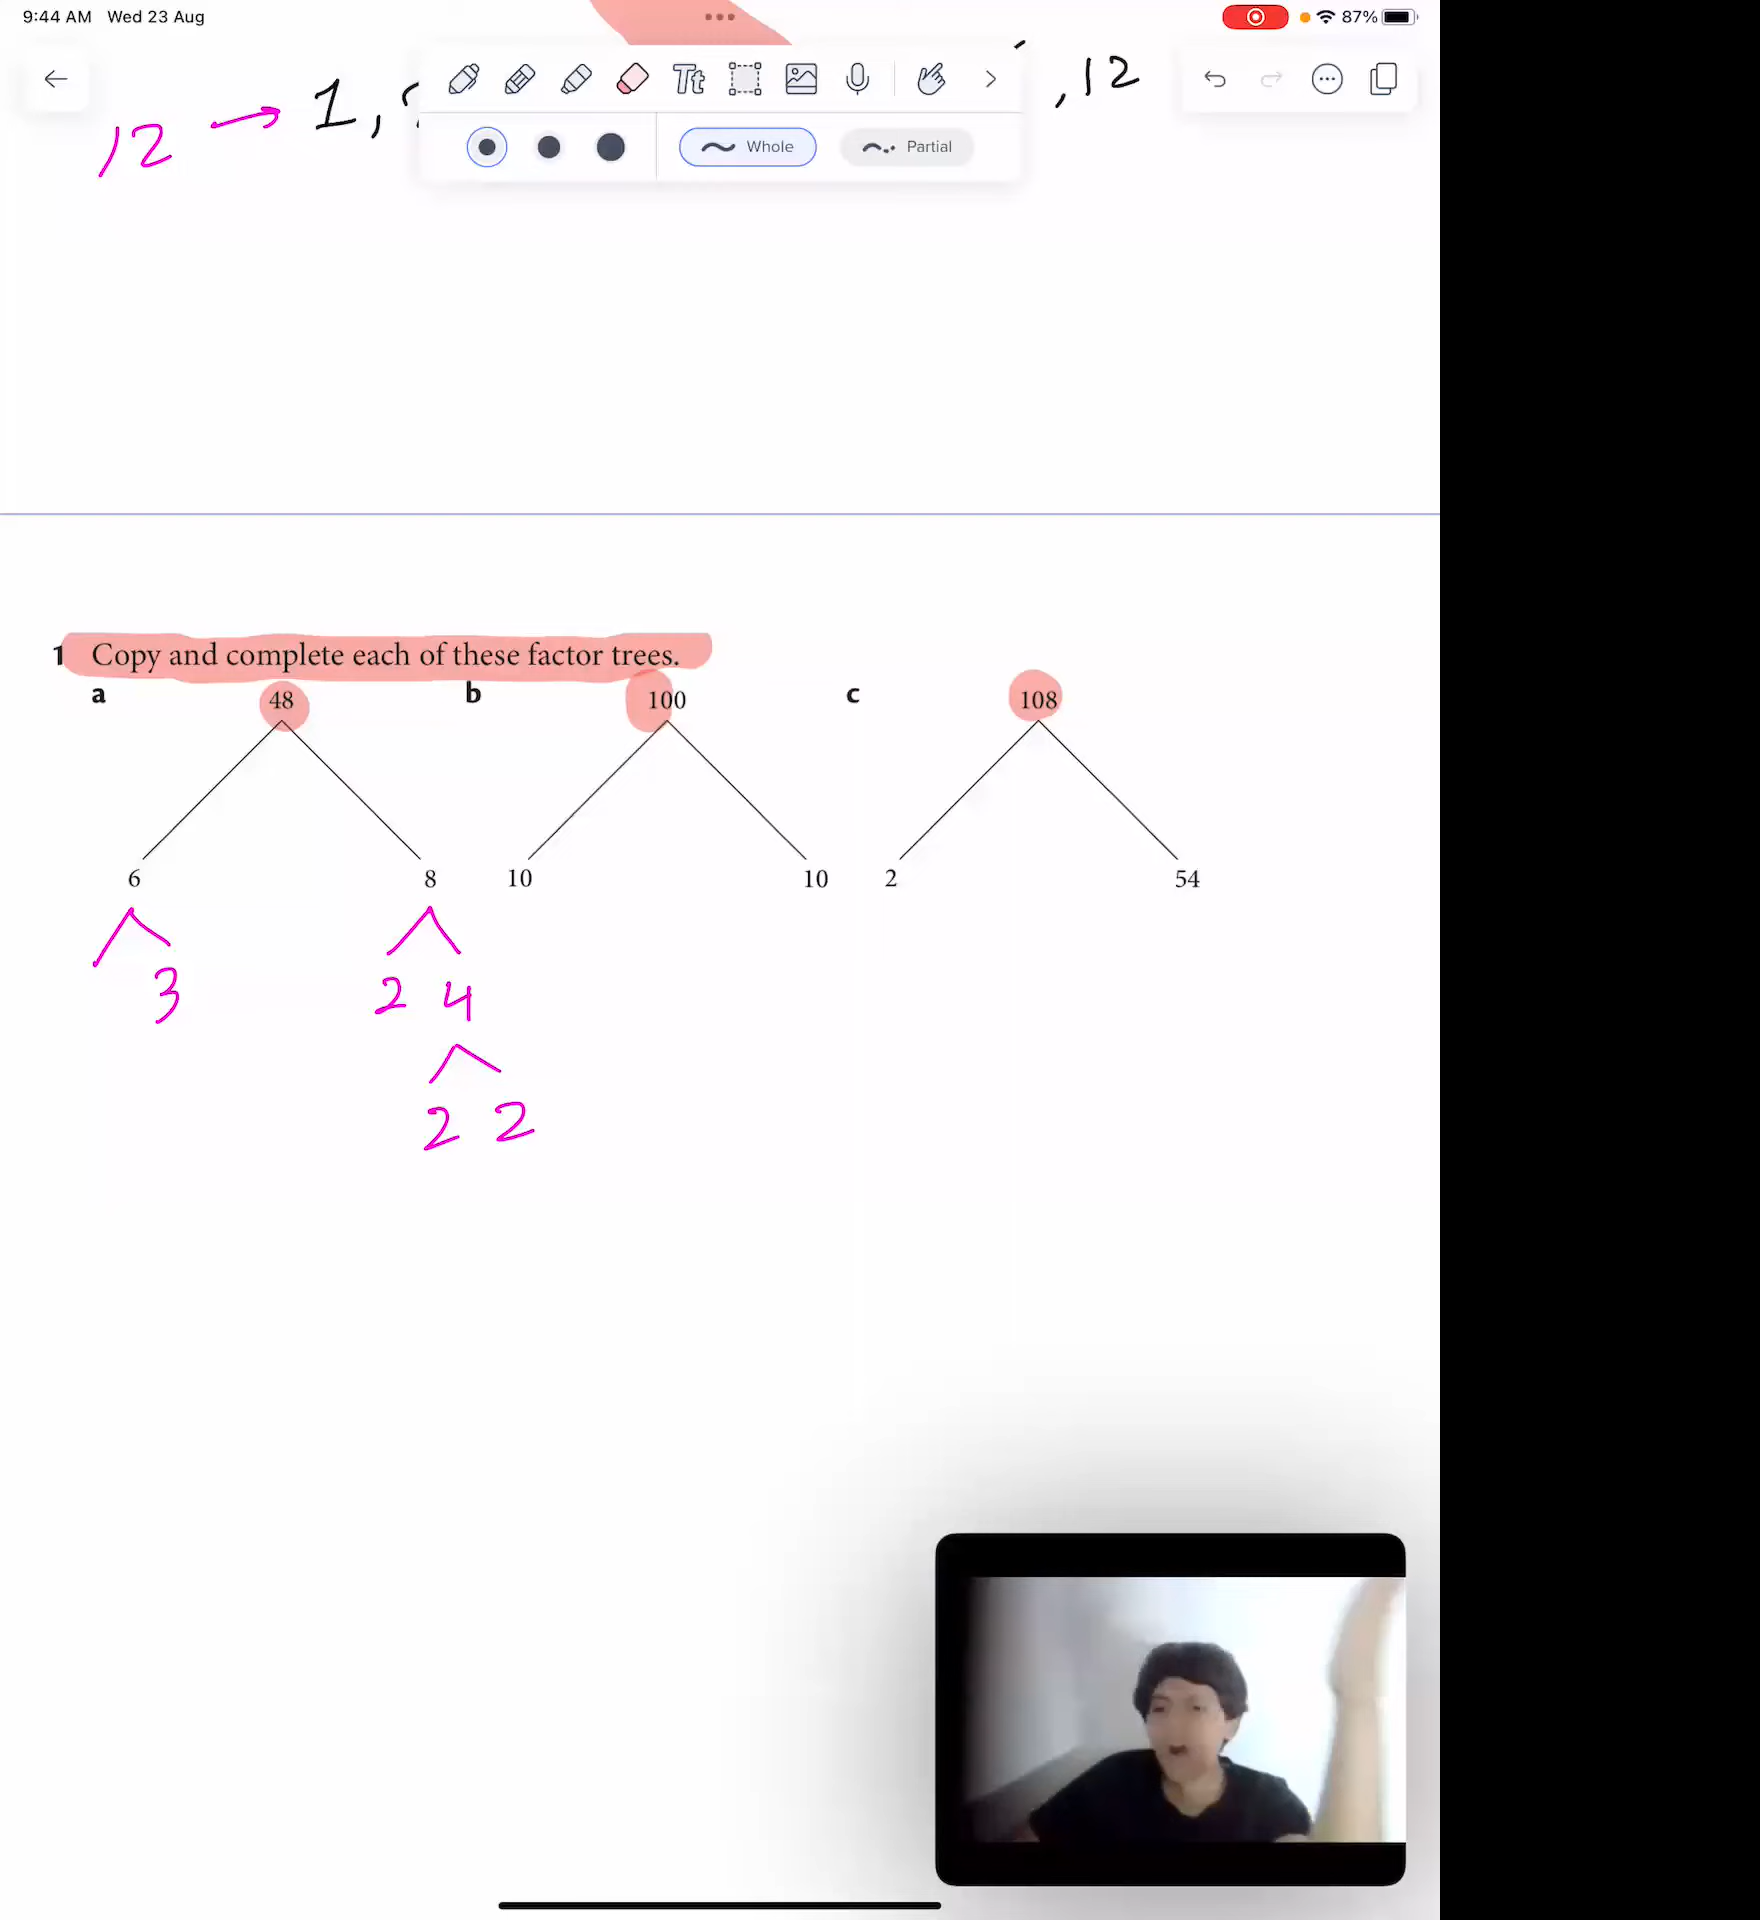 9:44 AM Wed 23 Aug
87%
12 → 1,
,12
Tt
Whole
Partial
1 Copy and complete each of these factor trees.
a 48 b 100 c 108
6 8 10 10 2 54
3 2 4
2 2